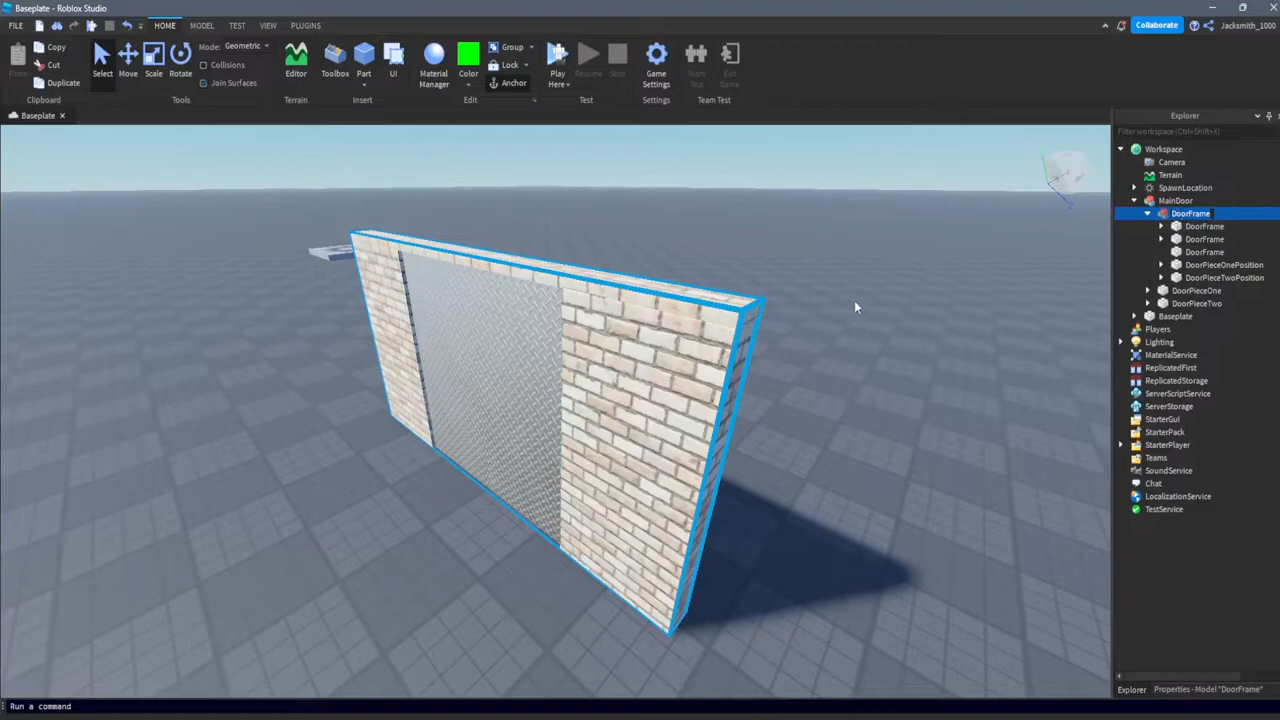 Baseplate - Roblox Studio
FILE HOME MODEL TEST VIEW PLUGINS Collaborate Jacksmith_1000
Copy Mode: Geometric Group
Cut Collisions Lock
Paste Duplicate Select Move Scale Rotate Join Surfaces Editor Toolbox Part UI Material Manager Color Anchor Play Here Resume Stop Game Settings Team Test Exit Game
Clipboard Tools Terrain Insert Edit Test Settings Team Test
Baseplate
Explorer
Filter workspace (Ctrl+Shift+X)
Workspace
Camera
Terrain
SpawnLocation
MainDoor
DoorFrame
DoorFrame
DoorFrame
DoorFrame
DoorPieceOnePosition
DoorPieceTwoPosition
DoorPieceOne
DoorPieceTwo
Baseplate
Players
Lighting
MaterialService
ReplicatedFirst
ReplicatedStorage
ServerScriptService
ServerStorage
StarterGui
StarterPack
StarterPlayer
Teams
SoundService
Chat
LocalizationService
TestService
Explorer Properties - Model "DoorFrame"
Run a command